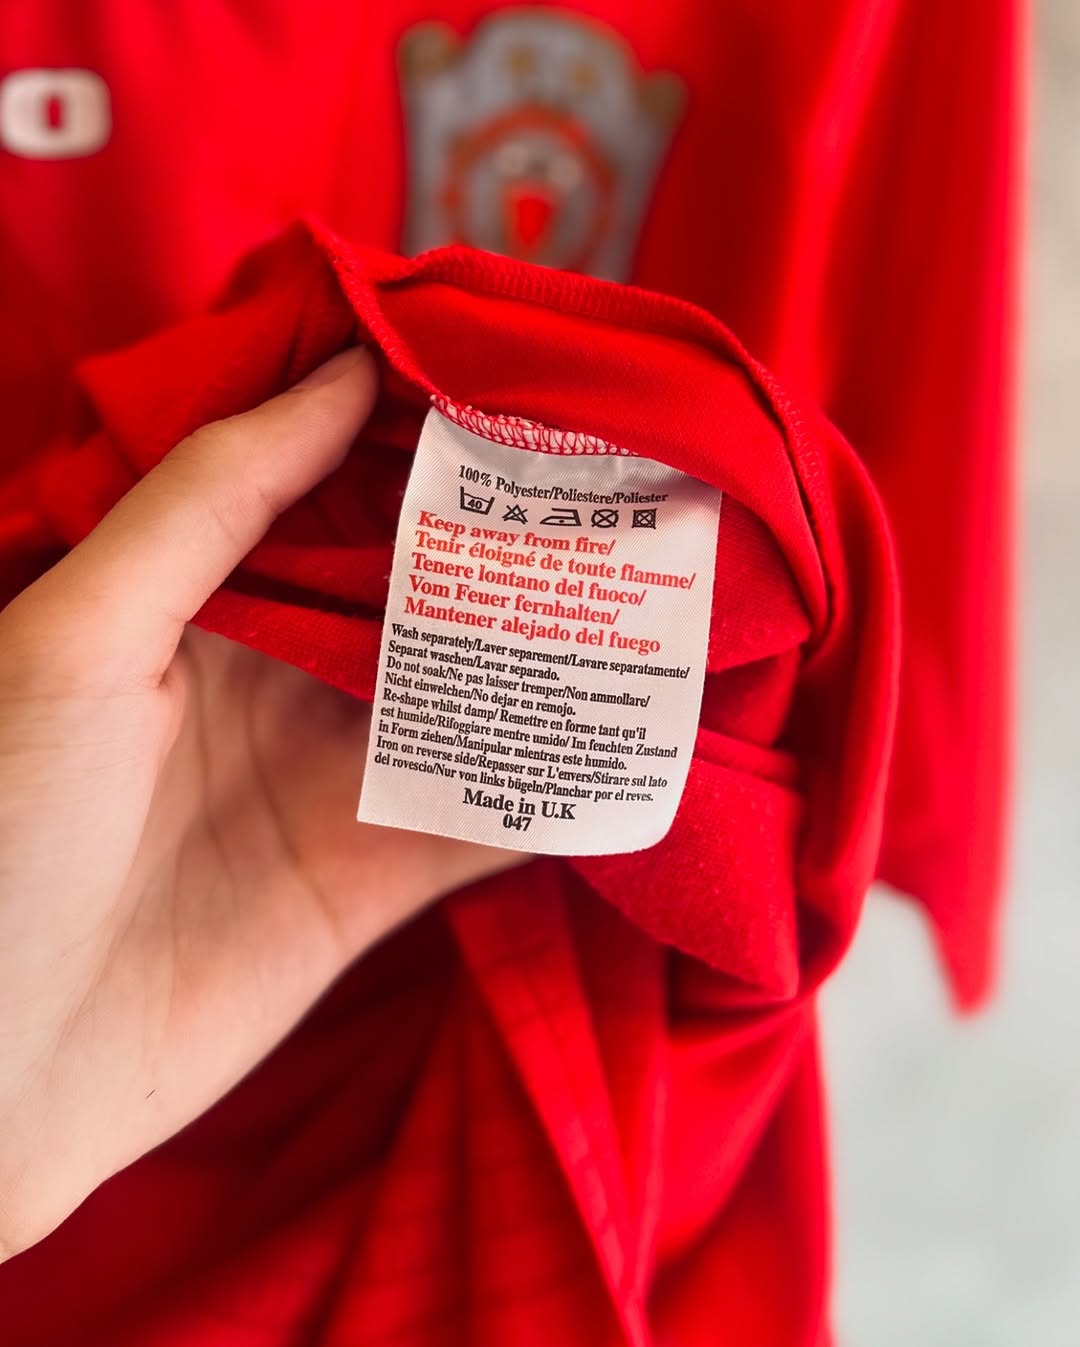 O
100% Polyester/Poliestere/Poliester
40
Keep away from fire/
Tenir éloigné de toute flamme/
Tenere lontano del fuoco/
Vom Feuer fernhalten/
Mantener alejado del fuego
Wash separately/Laver separement/Lavare separatamente/
Separat waschen/Lavar separado.
Do not soak/Ne pas laisser tremper/Non ammollare/
Nicht einwelchen/No dejar en remojo.
Re-shape whilst damp/ Remettre en forme tant qu'il
est humide/Rifoggiare mentre umido/ Im feuchten Zustand
in Form ziehen/Manipular mientras este humido.
Iron on reverse side/Repasser sur L'envers/Stirare sul lato
del rovescio/Nur von links bügeln/Planchar por el reves.
Made in U.K
047